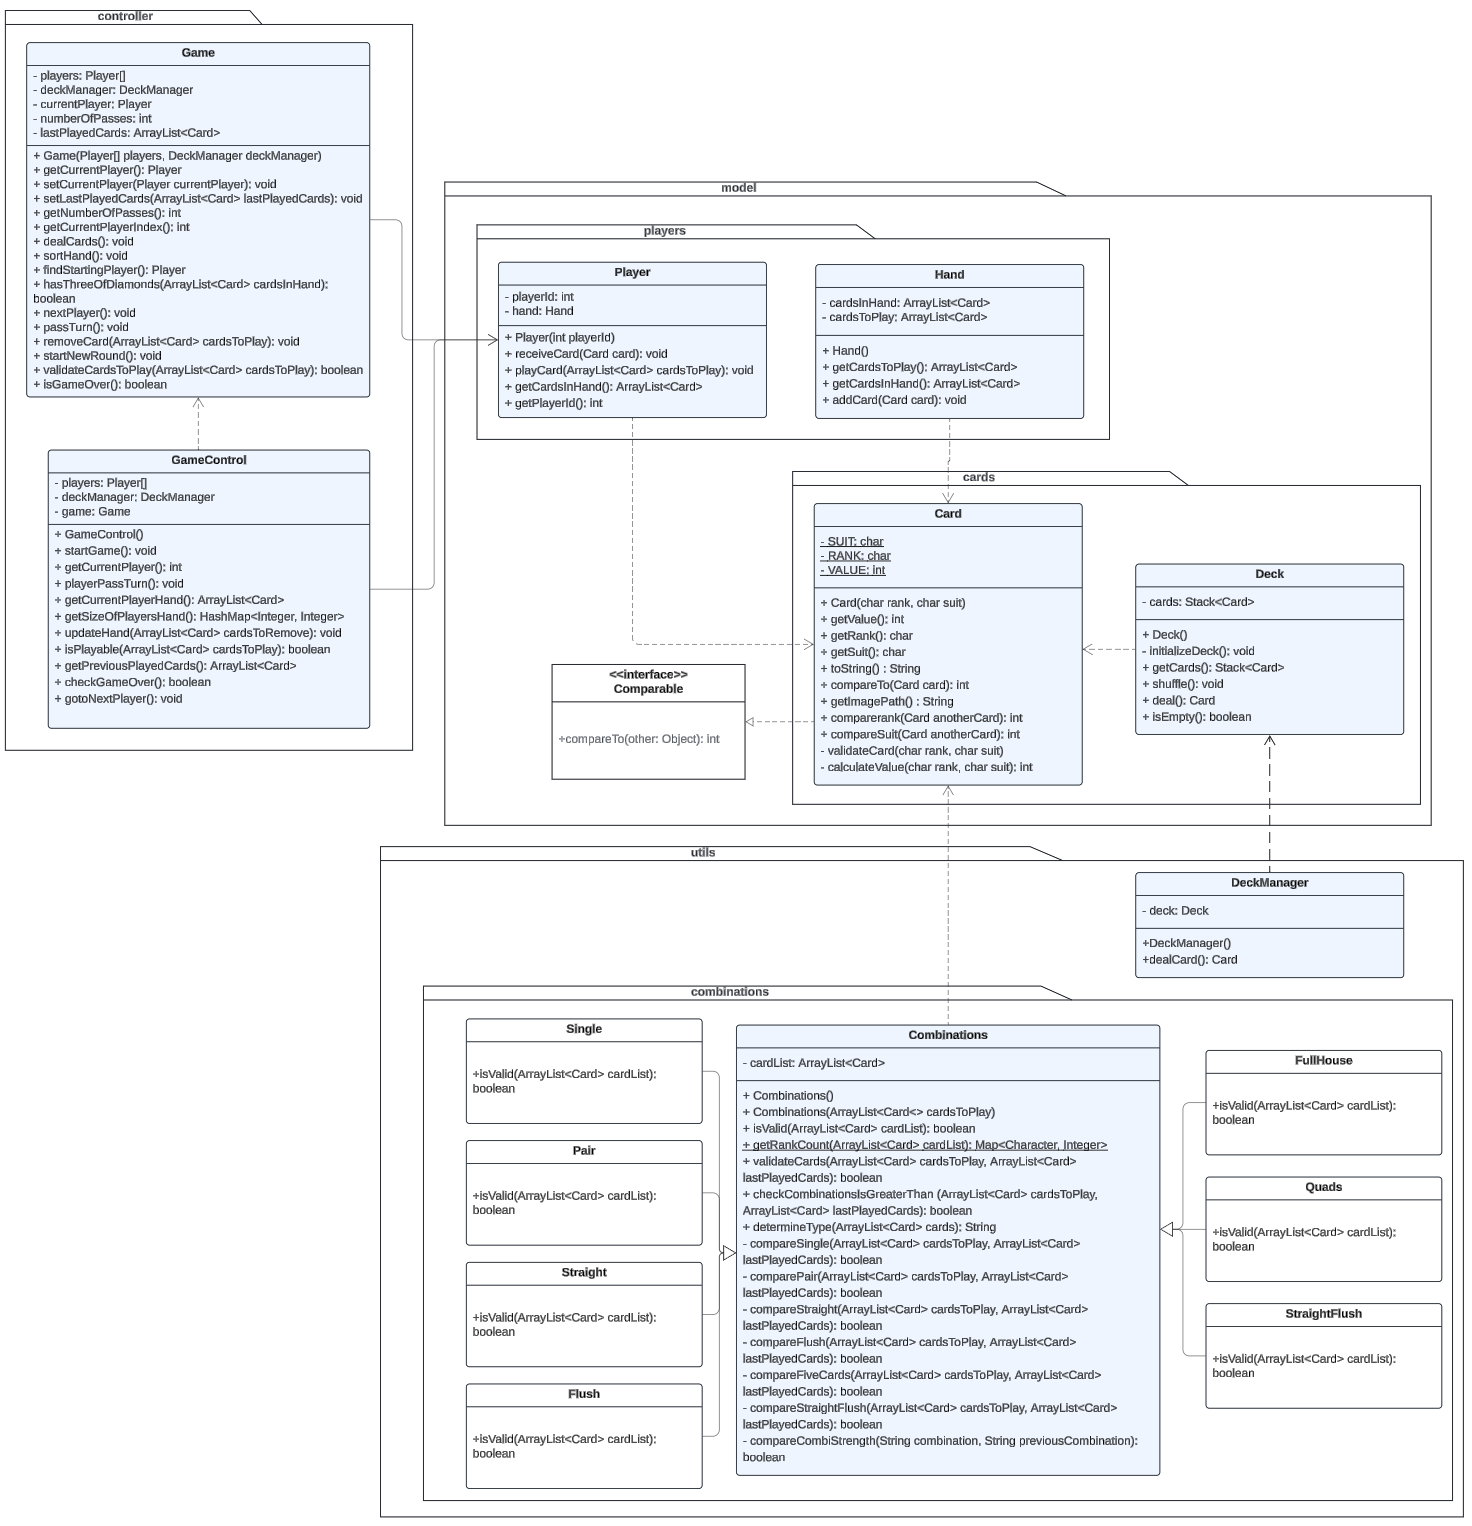 controller
Game
- players: Player[]
- deckManager: DeckManager
- currentPlayer: Player
- numberOfPasses: int
- lastPlayedCards: ArrayList<Card>
+ Game(Player[] players, DeckManager deckManager)
+ getCurrentPlayer(): Player
+ setCurrentPlayer(Player currentPlayer): void
+ setLastPlayedCards(ArrayList<Card> lastPlayedCards): void
+ getNumberOfPasses(): int
+ getCurrentPlayerIndex(): int
+ dealCards(): void
+ sortHand(): void
+ findStartingPlayer(): Player
+ hasThreeOfDiamonds(ArrayList<Card> cardsInHand):
boolean
+ nextPlayer(): void
+ passTurn(): void
+ removeCard(ArrayList<Card> cardsToPlay): void
+ startNewRound(): void
+ validateCardsToPlay(ArrayList<Card> cardsToPlay): boolean
+ isGameOver(): boolean
GameControl
- players: Player[]
- deckManager: DeckManager
- game: Game
+ GameControl()
+ startGame(): void
+ getCurrentPlayer(): int
+ playerPassTurn(): void
+ getCurrentPlayerHand(): ArrayList<Card>
+ getSizeOfPlayersHand(): HashMap<Integer, Integer>
+ updateHand(ArrayList<Card> cardsToRemove): void
+ isPlayable(ArrayList<Card> cardsToPlay): boolean
+ getPreviousPlayedCards(): ArrayList<Card>
+ checkGameOver(): boolean
+ gotoNextPlayer(): void
model
players
Player
- playerId: int
- hand: Hand
+ Player(int playerId)
+ receiveCard(Card card): void
+ playCard(ArrayList<Card> cardsToPlay): void
+ getCardsInHand(): ArrayList<Card>
+ getPlayerId(): int
Hand
- cardsInHand: ArrayList<Card>
- cardsToPlay: ArrayList<Card>
+ Hand()
+ getCardsToPlay(): ArrayList<Card>
+ getCardsInHand(): ArrayList<Card>
+ addCard(Card card): void
cards
Card
- SUIT: char
- RANK: char
- VALUE: int
+ Card(char rank, char suit)
+ getValue(): int
+ getRank(): char
+ getSuit(): char
+ toString() : String
+ compareTo(Card card): int
+ getImagePath() : String
+ comparerank(Card anotherCard): int
+ compareSuit(Card anotherCard): int
- validateCard(char rank, char suit)
- calculateValue(char rank, char suit): int
Deck
- cards: Stack<Card>
+ Deck()
- initializeDeck(): void
+ getCards(): Stack<Card>
+ shuffle(): void
+ deal(): Card
+ isEmpty(): boolean
<<interface>>
Comparable
+compareTo(other: Object): int
utils
DeckManager
- deck: Deck
+DeckManager()
+dealCard(): Card
combinations
Single
+isValid(ArrayList<Card> cardList):
boolean
Pair
+isValid(ArrayList<Card> cardList):
boolean
Straight
+isValid(ArrayList<Card> cardList):
boolean
Flush
+isValid(ArrayList<Card> cardList):
boolean
Combinations
- cardList: ArrayList<Card>
+ Combinations()
+ Combinations(ArrayList<Card<> cardsToPlay)
+ isValid(ArrayList<Card> cardList): boolean
+ getRankCount(ArrayList<Card> cardList): Map<Character, Integer>
+ validateCards(ArrayList<Card> cardsToPlay, ArrayList<Card>
lastPlayedCards): boolean
+ checkCombinationsIsGreaterThan (ArrayList<Card> cardsToPlay,
ArrayList<Card> lastPlayedCards): boolean
+ determineType(ArrayList<Card> cards): String
- compareSingle(ArrayList<Card> cardsToPlay, ArrayList<Card>
lastPlayedCards): boolean
- comparePair(ArrayList<Card> cardsToPlay, ArrayList<Card>
lastPlayedCards): boolean
- compareStraight(ArrayList<Card> cardsToPlay, ArrayList<Card>
lastPlayedCards): boolean
- compareFlush(ArrayList<Card> cardsToPlay, ArrayList<Card>
lastPlayedCards): boolean
- compareFiveCards(ArrayList<Card> cardsToPlay, ArrayList<Card>
lastPlayedCards): boolean
- compareStraightFlush(ArrayList<Card> cardsToPlay, ArrayList<Card>
lastPlayedCards): boolean
- compareCombiStrength(String combination, String previousCombination):
boolean
FullHouse
+isValid(ArrayList<Card> cardList):
boolean
Quads
+isValid(ArrayList<Card> cardList):
boolean
StraightFlush
+isValid(ArrayList<Card> cardList):
boolean